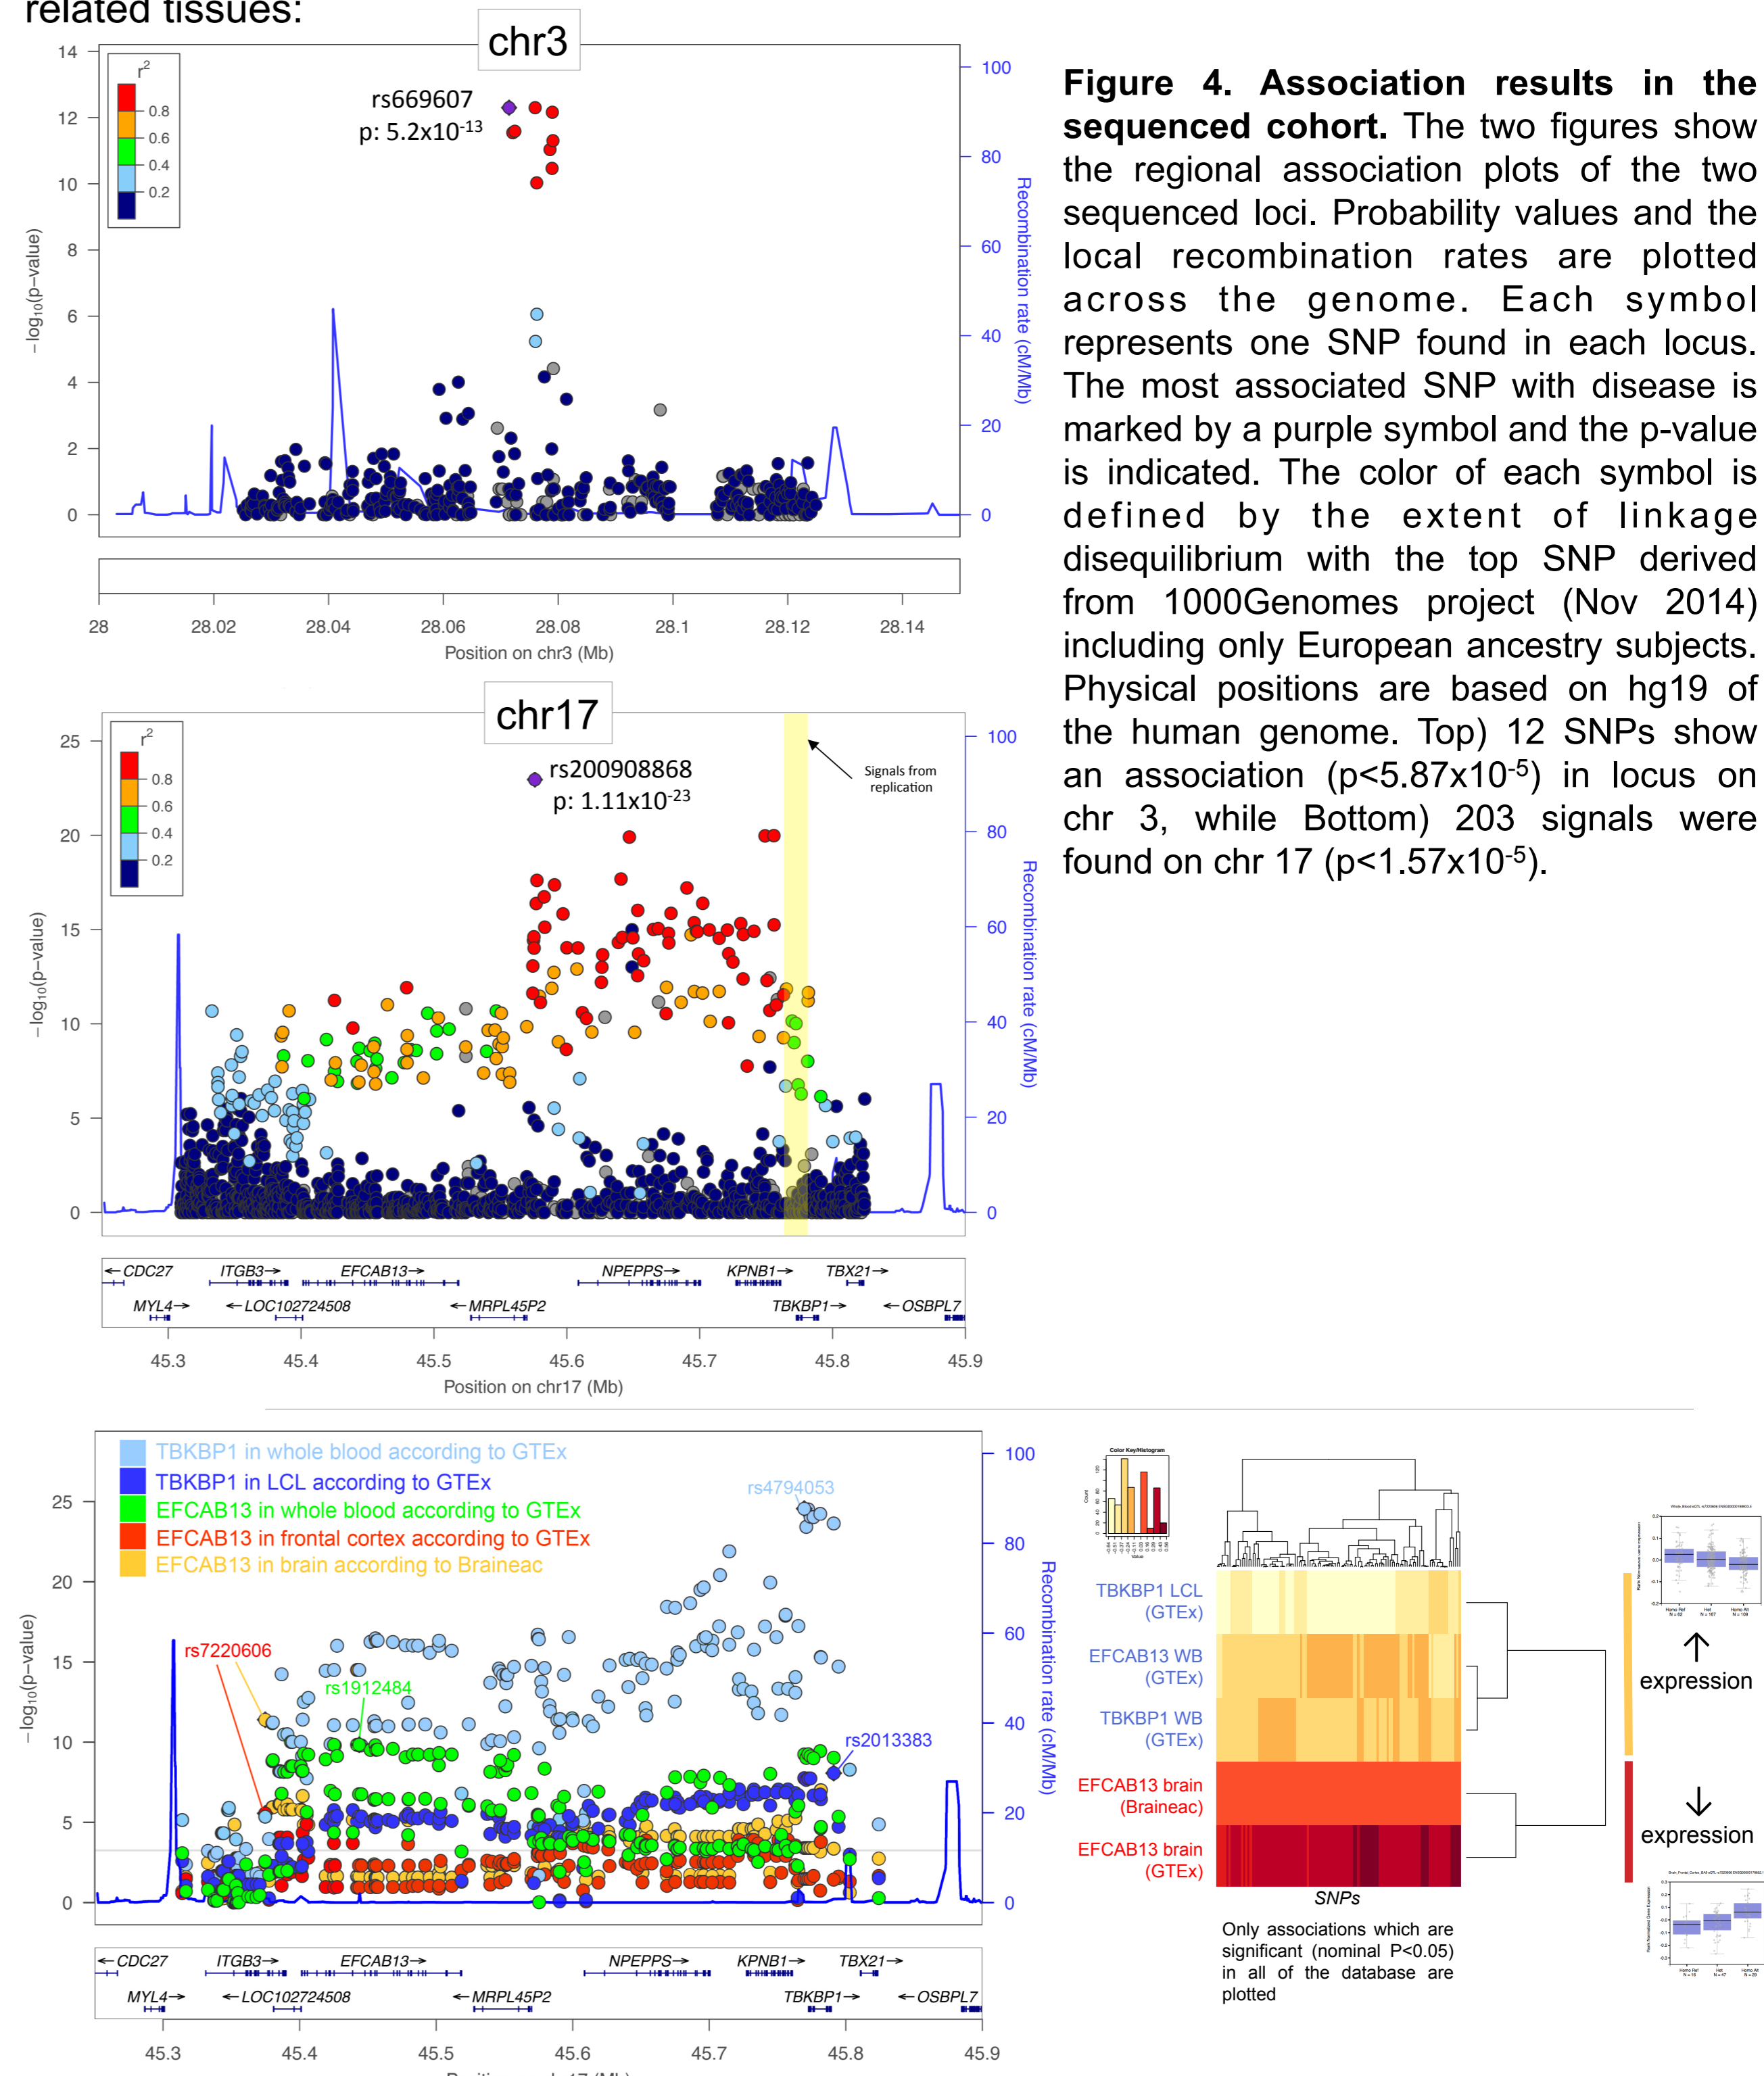 related tissues:
chr3
r²
0.8
0.6
0.4
0.2
rs669607
p: 5.2x10⁻¹³
14
12
10
8
6
4
2
0
−log₁₀(p−value)
100
80
60
40
20
0
Recombination rate (cM/Mb)
28 28.02 28.04 28.06 28.08 28.1 28.12 28.14
Position on chr3 (Mb)
Figure 4. Association results in the
sequenced cohort. The two figures show
the regional association plots of the two
sequenced loci. Probability values and the
local recombination rates are plotted
across the genome. Each symbol
represents one SNP found in each locus.
The most associated SNP with disease is
marked by a purple symbol and the p-value
is indicated. The color of each symbol is
defined by the extent of linkage
disequilibrium with the top SNP derived
from 1000Genomes project (Nov 2014)
including only European ancestry subjects.
Physical positions are based on hg19 of
the human genome. Top) 12 SNPs show
an association (p<5.87x10⁻⁵) in locus on
chr 3, while Bottom) 203 signals were
found on chr 17 (p<1.57x10⁻⁵).
chr17
r²
0.8
0.6
0.4
0.2
rs200908868
p: 1.11x10⁻²³
Signals from
replication
25
20
15
10
5
0
−log₁₀(p−value)
100
80
60
40
20
0
Recombination rate (cM/Mb)
←CDC27 ITGB3→ EFCAB13→ NPEPPS→ KPNB1→ TBX21→
MYL4→ ←LOC102724508 ←MRPL45P2 TBKBP1→ ←OSBPL7
45.3 45.4 45.5 45.6 45.7 45.8 45.9
Position on chr17 (Mb)
TBKBP1 in whole blood according to GTEx
TBKBP1 in LCL according to GTEx
EFCAB13 in whole blood according to GTEx
EFCAB13 in frontal cortex according to GTEx
EFCAB13 in brain according to Braineac
rs4794053
rs7220606
rs1912484
rs2013383
25
20
15
10
5
0
−log₁₀(p−value)
100
80
60
40
20
0
Recombination rate (cM/Mb)
←CDC27 ITGB3→ EFCAB13→ NPEPPS→ KPNB1→ TBX21→
MYL4→ ←LOC102724508 ←MRPL45P2 TBKBP1→ ←OSBPL7
45.3 45.4 45.5 45.6 45.7 45.8 45.9
Color Key/Histogram
Count
Value
TBKBP1 LCL
(GTEx)
EFCAB13 WB
(GTEx)
TBKBP1 WB
(GTEx)
EFCAB13 brain
(Braineac)
EFCAB13 brain
(GTEx)
SNPs
Only associations which are
significant (nominal P<0.05)
in all of the database are
plotted
↑
expression
↓
expression